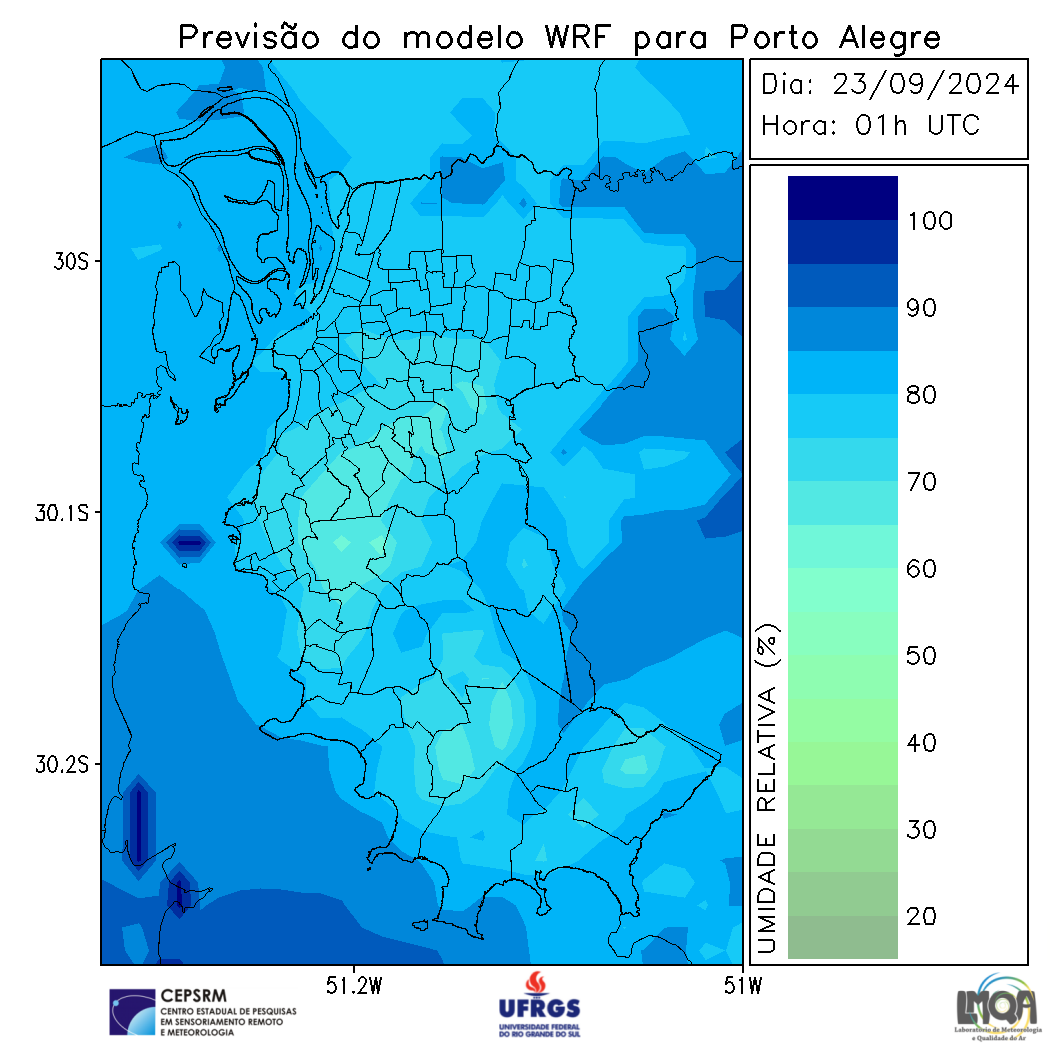 Previsão do modelo WRF para Porto Alegre
Dia: 23/09/2024
Hora: 01h UTC
100
90
80
70
60
50
40
30
20
UMIDADE RELATIVA (%)
30S
30.1S
30.2S
51.2W
51W
CEPSRM
CENTRO ESTADUAL DE PESQUISAS
EM SENSORIAMENTO REMOTO
E METEOROLOGIA
UFRGS
UNIVERSIDADE FEDERAL
DO RIO GRANDE DO SUL
LMQA
Laboratório de Meteorologia
e Qualidade do Ar